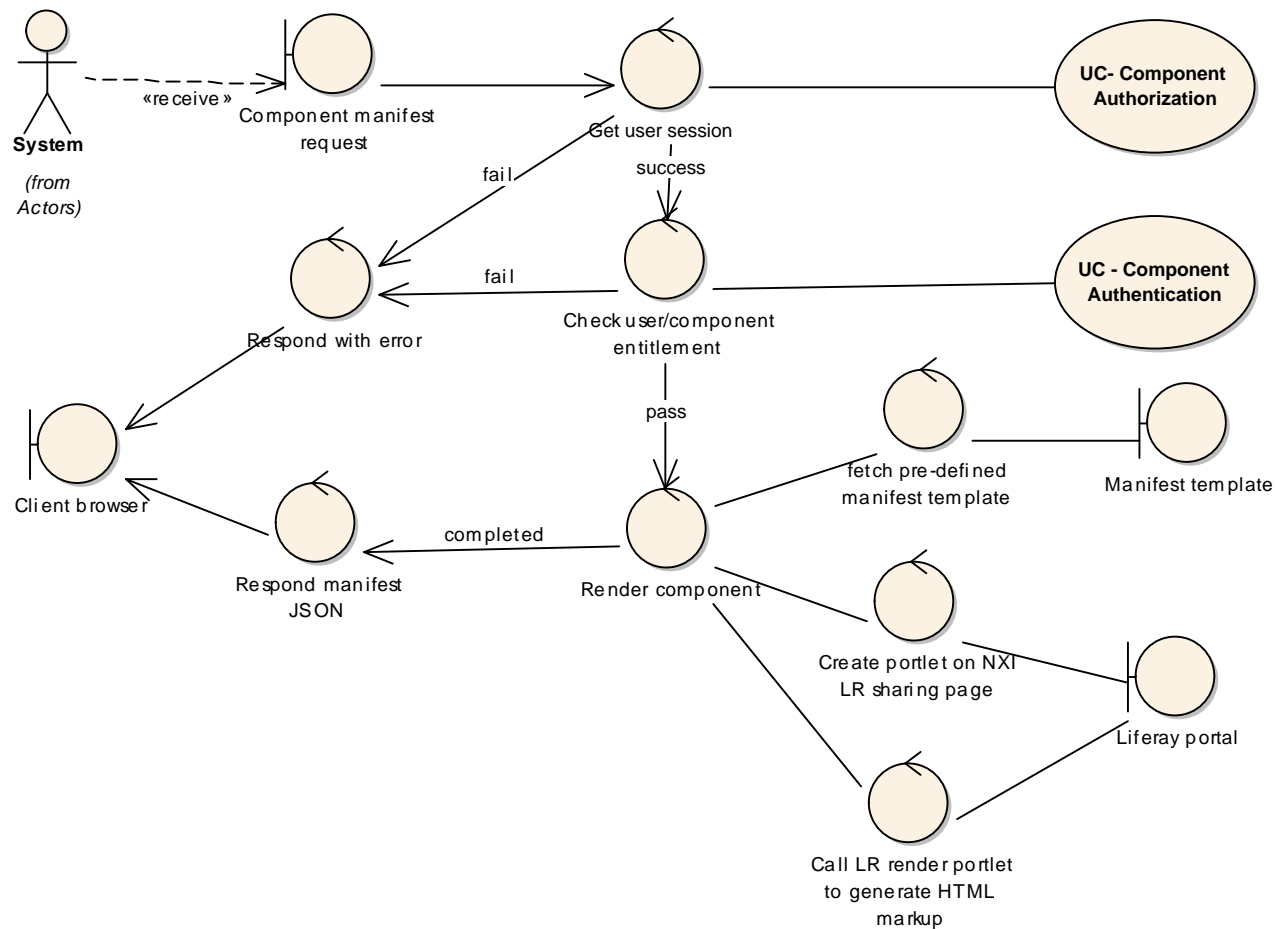 «receive»
System
(from
Actors)
Component manifest
request
Get user session
UC- Component
Authorization
fail
success
Respond with error
fail
Check user/component
entitlement
UC - Component
Authentication
pass
Client browser
fetch pre-defined
manifest template
Manifest template
completed
Respond manifest
JSON
Render component
Create portlet on NXI
LR sharing page
Liferay portal
Call LR render portlet
to generate HTML
markup